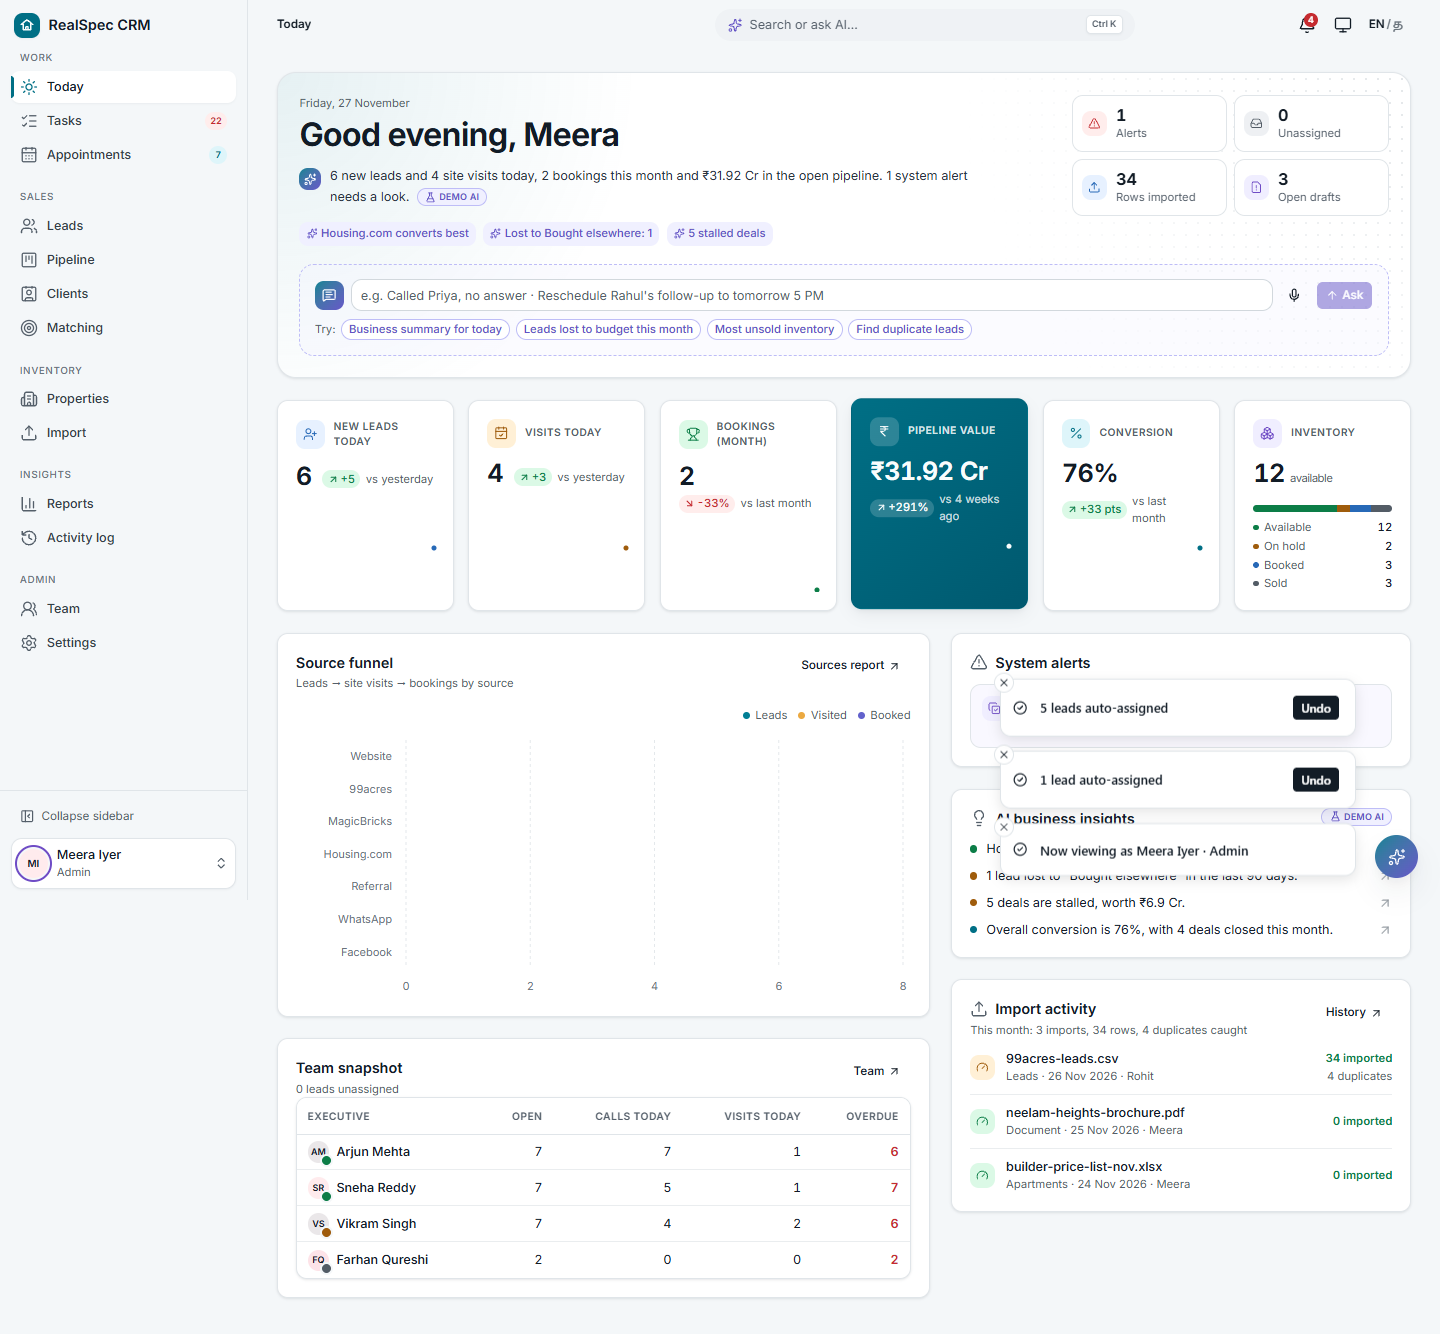 RealSpec CRM
WORK
Today
Tasks
22
Appointments
7
SALES
Leads
Pipeline
Clients
Matching
INVENTORY
Properties
Import
INSIGHTS
Reports
Activity log
ADMIN
Team
Settings
Collapse sidebar
MI
Meera Iyer
Admin
Today
Search or ask AI...
Ctrl K
4
EN / த
Friday, 27 November
Good evening, Meera
6 new leads and 4 site visits today, 2 bookings this month and ₹31.92 Cr in the open pipeline. 1 system alert
needs a look. DEMO AI
Housing.com converts best
Lost to Bought elsewhere: 1
5 stalled deals
1
Alerts
0
Unassigned
34
Rows imported
3
Open drafts
e.g. Called Priya, no answer · Reschedule Rahul's follow-up to tomorrow 5 PM
Ask
Try:
Business summary for today
Leads lost to budget this month
Most unsold inventory
Find duplicate leads
NEW LEADS
TODAY
6 +5 vs yesterday
VISITS TODAY
4 +3 vs yesterday
BOOKINGS
(MONTH)
2
-33% vs last month
₹ PIPELINE VALUE
₹31.92 Cr
+291% vs 4 weeks
ago
CONVERSION
76%
+33 pts vs last
month
INVENTORY
12 available
Available 12
On hold 2
Booked 3
Sold 3
Source funnel
Leads → site visits → bookings by source
Sources report
Leads Visited Booked
Website
99acres
MagicBricks
Housing.com
Referral
WhatsApp
Facebook
0 2 4 6 8
Team snapshot
0 leads unassigned
Team
EXECUTIVE OPEN CALLS TODAY VISITS TODAY OVERDUE
AM Arjun Mehta 7 7 1 6
SR Sneha Reddy 7 5 1 7
VS Vikram Singh 7 4 2 6
FQ Farhan Qureshi 2 0 0 2
System alerts
5 leads auto-assigned
Undo
1 lead auto-assigned
Undo
AI business insights
DEMO AI
Now viewing as Meera Iyer · Admin
1 lead lost to "Bought elsewhere" in the last 90 days.
5 deals are stalled, worth ₹6.9 Cr.
Overall conversion is 76%, with 4 deals closed this month.
Import activity
History
This month: 3 imports, 34 rows, 4 duplicates caught
99acres-leads.csv
34 imported
Leads · 26 Nov 2026 · Rohit
4 duplicates
neelam-heights-brochure.pdf
Document · 25 Nov 2026 · Meera
0 imported
builder-price-list-nov.xlsx
Apartments · 24 Nov 2026 · Meera
0 imported